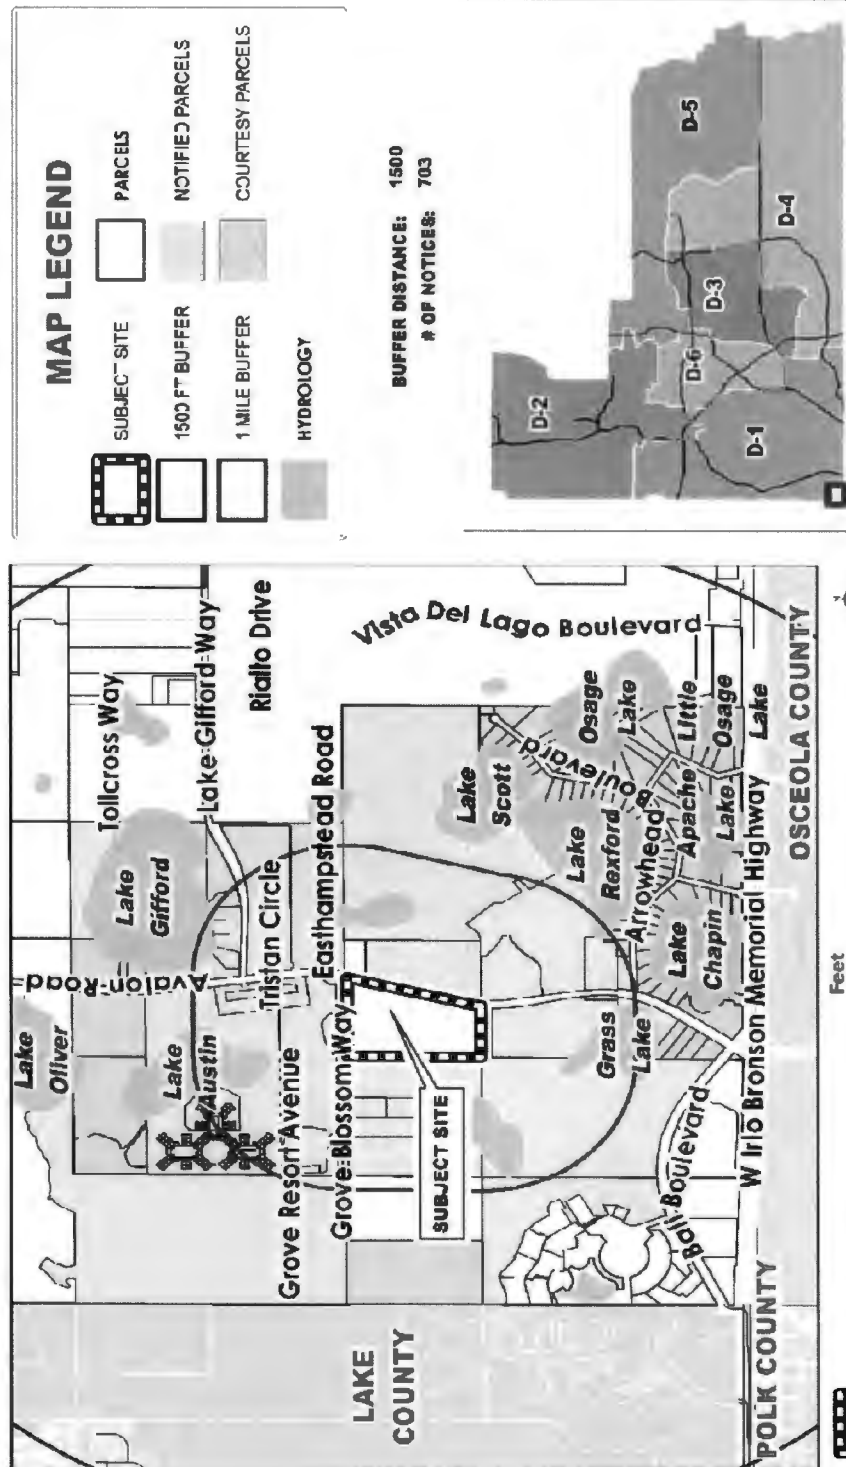 MAP LEGEND
SUBJECT SITE
PARCELS
1500 FT BUFFER
NOTIFIED PARCELS
1 MILE BUFFER
COURTESY PARCELS
HYDROLOGY
BUFFER DISTANCE: 1500
# OF NOTICES: 703
D-2
D-5
D-3
D-4
D-6
D-1
Lake
Oliver
Tollcross Way
Lake
Gifford
Lake Gifford Way
Avalon Road
Rialto Drive
Lake
Austin
Tristan Circle
Grove Resort Avenue
Easthampstead Road
Grove Blossom Way
Vista Del Lago Boulevard
LAKE
COUNTY
SUBJECT SITE
Lake
Scott
Osage
Lake
Boulevard
Lake
Rexford
Arrowhead
Little
Osage
Lake
Apache
Lake
Grass
Lake
Lake
Chapin
Bali Boulevard
W Irlo Bronson Memorial Highway
POLK COUNTY
OSCEOLA COUNTY
Feet